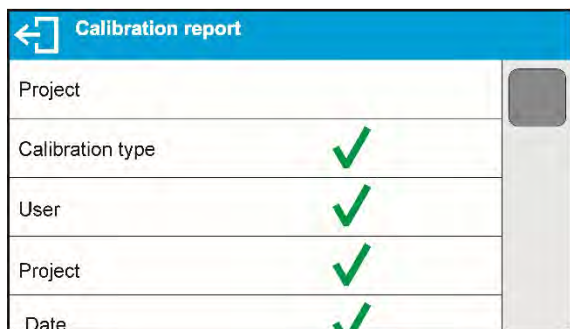 Calibration report
Project
Calibration type
User
Project
Date